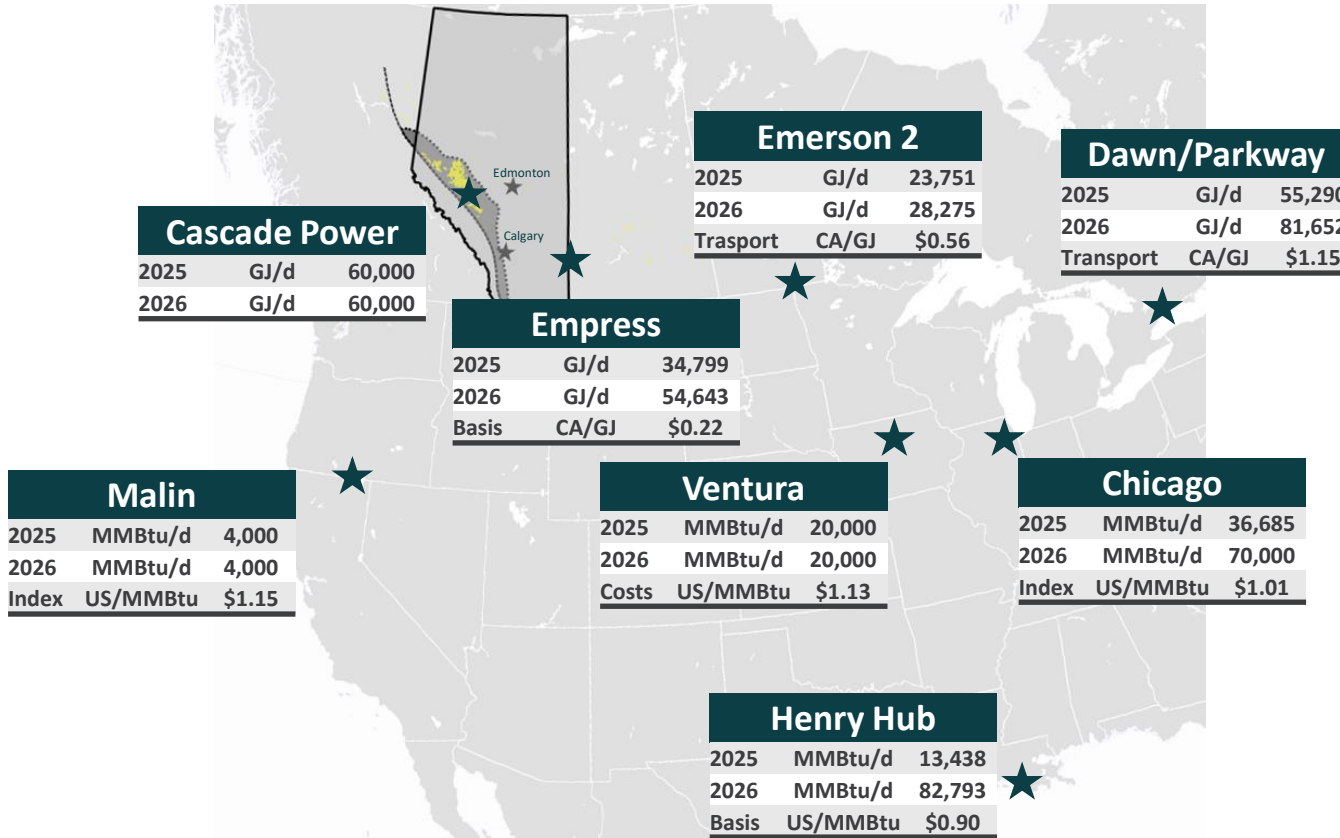 Edmonton
Calgary
Cascade Power
2025 GJ/d 60,000
2026 GJ/d 60,000
Emerson 2
2025 GJ/d 23,751
2026 GJ/d 28,275
Trasport CA/GJ $0.56
Dawn/Parkway
2025 GJ/d 55,290
2026 GJ/d 81,652
Transport CA/GJ $1.15
Empress
2025 GJ/d 34,799
2026 GJ/d 54,643
Basis CA/GJ $0.22
Malin
2025 MMBtu/d 4,000
2026 MMBtu/d 4,000
Index US/MMBtu $1.15
Ventura
2025 MMBtu/d 20,000
2026 MMBtu/d 20,000
Costs US/MMBtu $1.13
Chicago
2025 MMBtu/d 36,685
2026 MMBtu/d 70,000
Index US/MMBtu $1.01
Henry Hub
2025 MMBtu/d 13,438
2026 MMBtu/d 82,793
Basis US/MMBtu $0.90